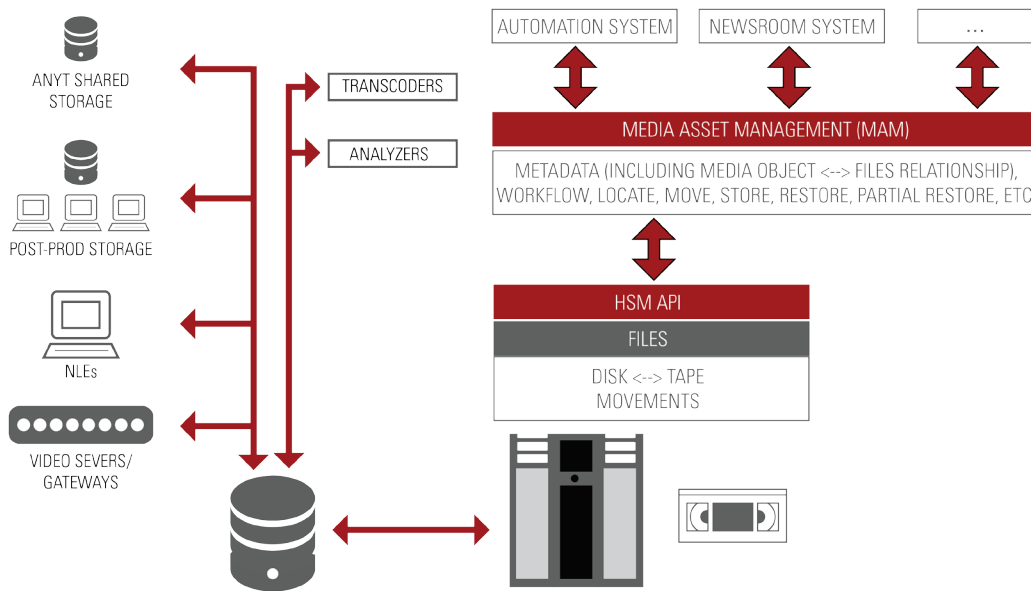 ANYT SHARED
STORAGE
POST-PROD STORAGE
NLEs
VIDEO SEVERS/
GATEWAYS
TRANSCODERS
ANALYZERS
AUTOMATION SYSTEM
NEWSROOM SYSTEM
...
MEDIA ASSET MANAGEMENT (MAM)
METADATA (INCLUDING MEDIA OBJECT <--> FILES RELATIONSHIP),
WORKFLOW, LOCATE, MOVE, STORE, RESTORE, PARTIAL RESTORE, ETC
HSM API
FILES
DISK <--> TAPE
MOVEMENTS